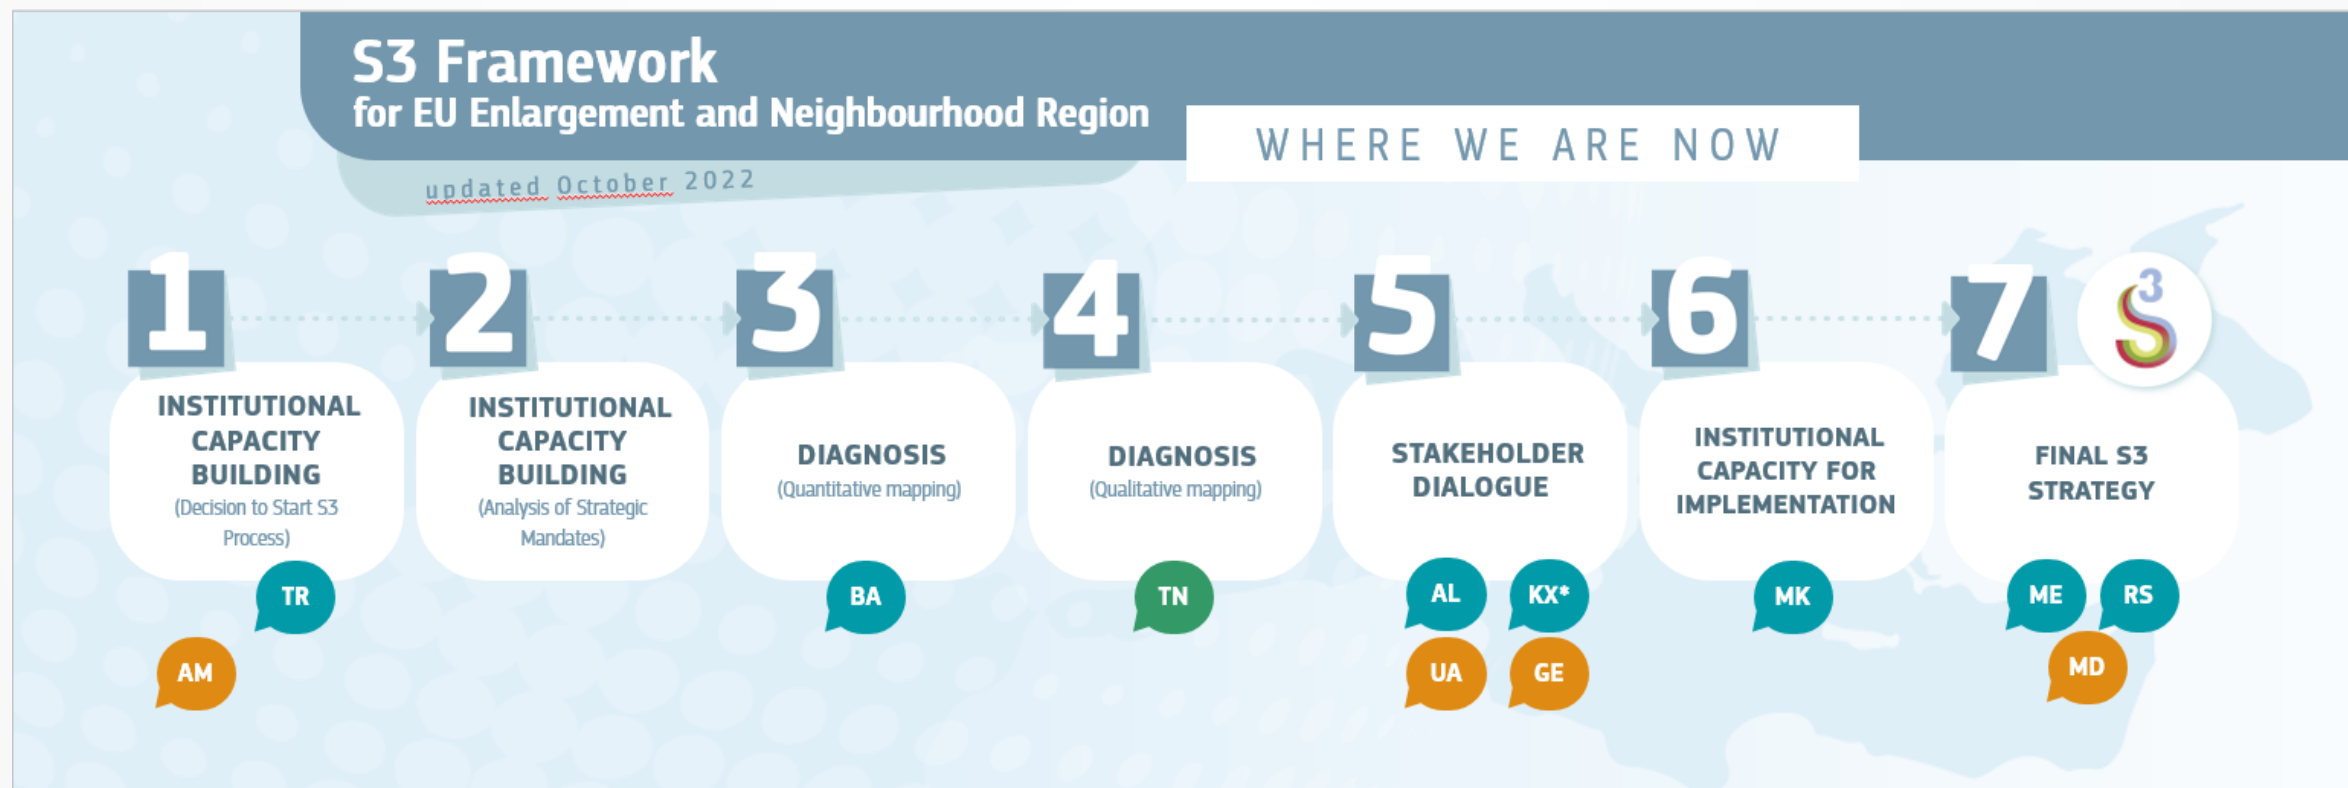 S3 Framework
for EU Enlargement and Neighbourhood Region
WHERE WE ARE NOW
updated October 2022
1
2
3
4
5
6
7
S3
INSTITUTIONAL
CAPACITY
BUILDING
(Decision to Start S3
Process)
INSTITUTIONAL
CAPACITY
BUILDING
(Analysis of Strategic
Mandates)
DIAGNOSIS
(Quantitative mapping)
DIAGNOSIS
(Qualitative mapping)
STAKEHOLDER
DIALOGUE
INSTITUTIONAL
CAPACITY FOR
IMPLEMENTATION
FINAL S3
STRATEGY
TR
AM
BA
TN
AL
KX*
UA
GE
MK
ME
RS
MD